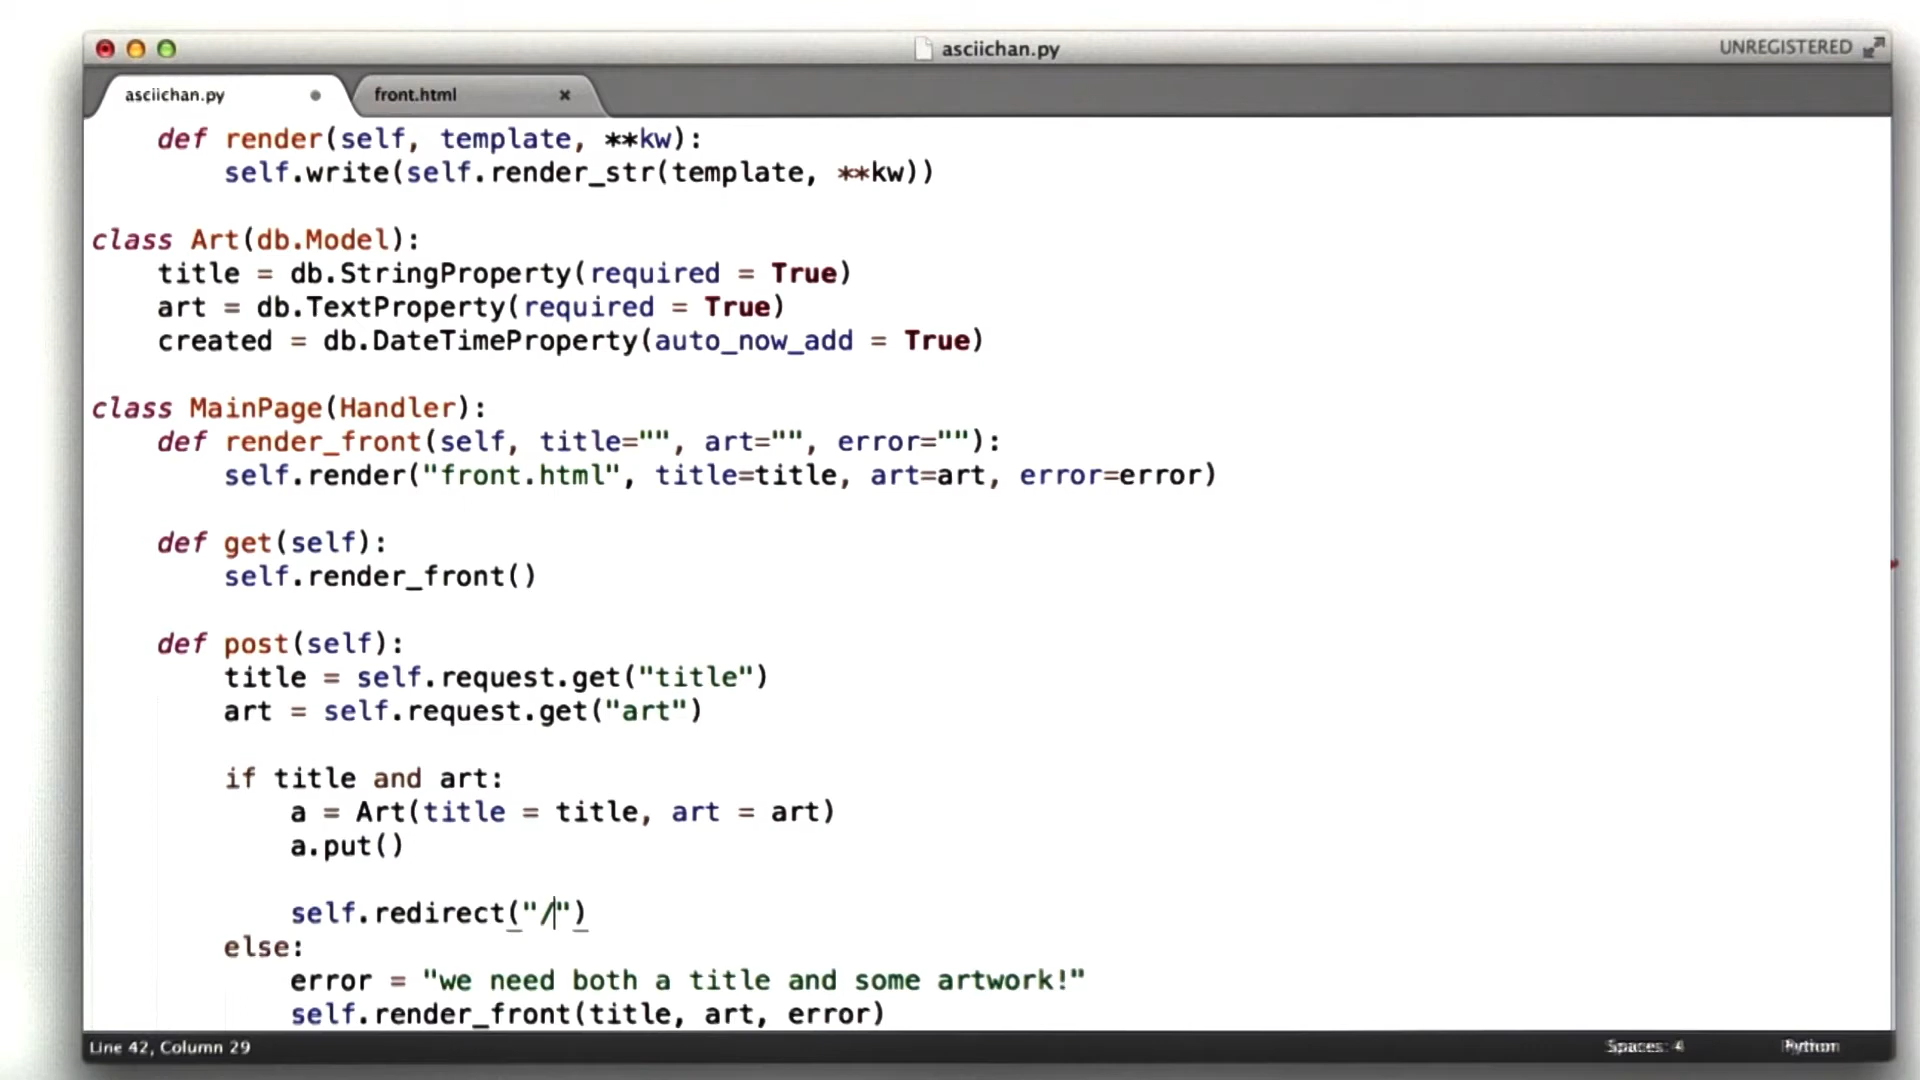 asciichan.py
UNREGISTERED
asciichan.py
front.html
def render(self, template, **kw):
self.write(self.render_str(template, **kw))
class Art(db.Model):
title = db.StringProperty(required = True)
art = db.TextProperty(required = True)
created = db.DateTimeProperty(auto_now_add = True)
class MainPage(Handler):
def render_front(self, title="", art="", error=""):
self.render("front.html", title=title, art=art, error=error)
def get(self):
self.render_front()
def post(self):
title = self.request.get("title")
art = self.request.get("art")
if title and art:
a = Art(title = title, art = art)
a.put()
self.redirect("/")
else:
error = "we need both a title and some artwork!"
self.render_front(title, art, error)
Line 42, Column 29
Spaces: 4
Python